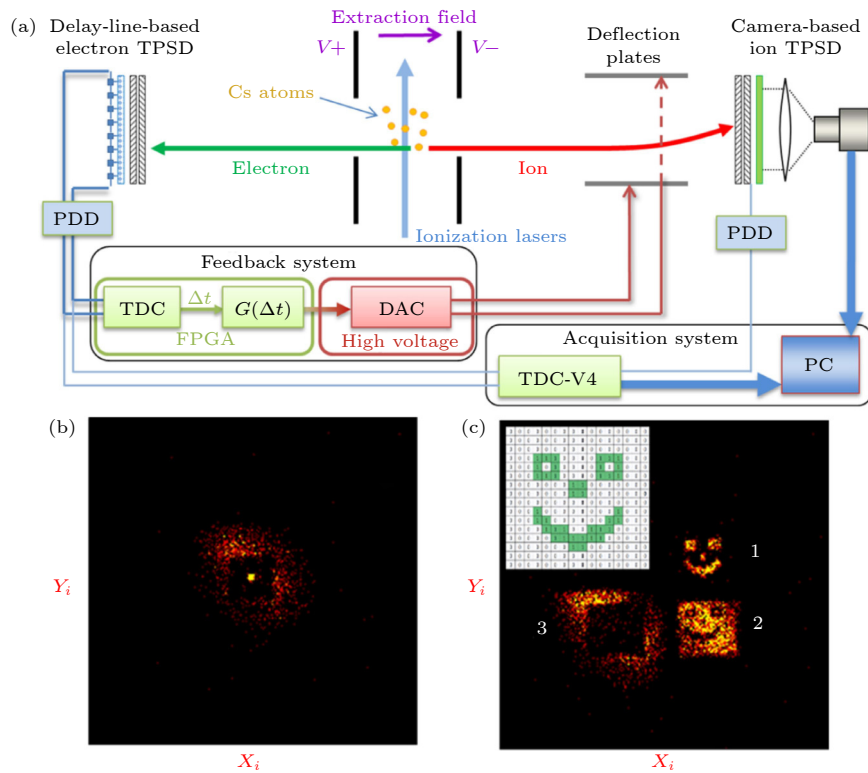 (a)
Delay-line-based
electron TPSD
Extraction field
V+
V−
Deflection
plates
Camera-based
ion TPSD
Cs atoms
Electron
Ion
Ionization lasers
PDD
PDD
Feedback system
TDC
Δt
G(Δt)
DAC
FPGA
High voltage
Acquisition system
TDC-V4
PC
(b)
(c)
Y_i
X_i
Y_i
1
2
3
X_i